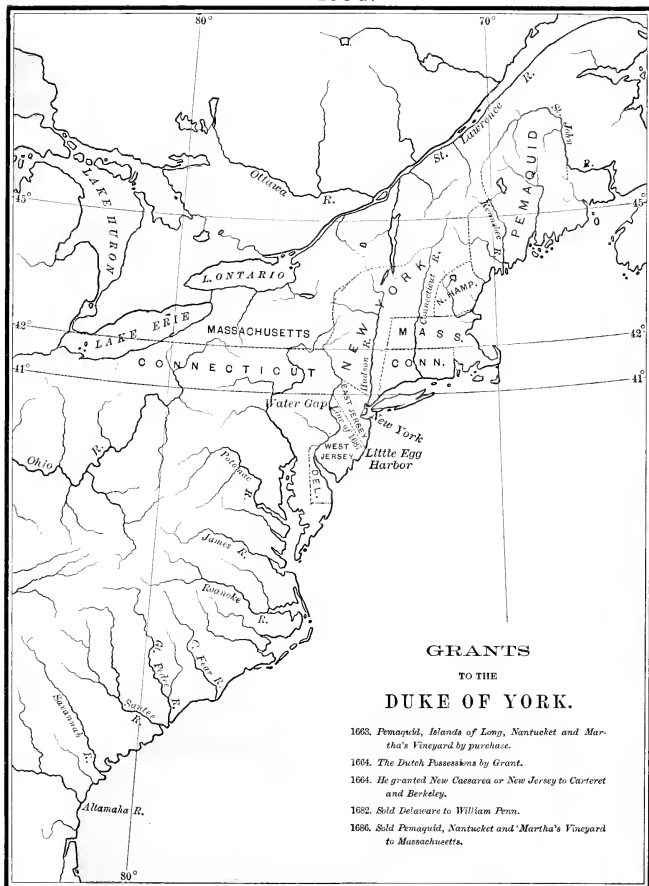 80°
70°
St. Lawrence R.
St. John R.
Ottawa R.
PEMAQUID
Kennebec R.
45°
45°
LAKE HURON
L. ONTARIO
N. HAMP.
NEW YORK
Connecticut R.
LAKE ERIE
42°
MASSACHUSETTS
MASS.
42°
41°
CONNECTICUT
CONN.
41°
Hudson R.
Water Gap
EAST JERSEY
New York
WEST JERSEY
Little Egg
Harbor
DEL.
Ohio R.
Potomac R.
James R.
Roanoke R.
Gt. Pedee R.
C. Fear R.
Santee R.
Savannah R.
Altamaha R.
80°
GRANTS
TO THE
DUKE OF YORK.
1663. Pemaquid, Islands of Long, Nantucket and Mar-
tha's Vineyard by purchase.
1664. The Dutch Possessions by Grant.
1664. He granted New Caesarea or New Jersey to Carteret
and Berkeley.
1682. Sold Delaware to William Penn.
1686. Sold Pemaquid, Nantucket and Martha's Vineyard
to Massachusetts.